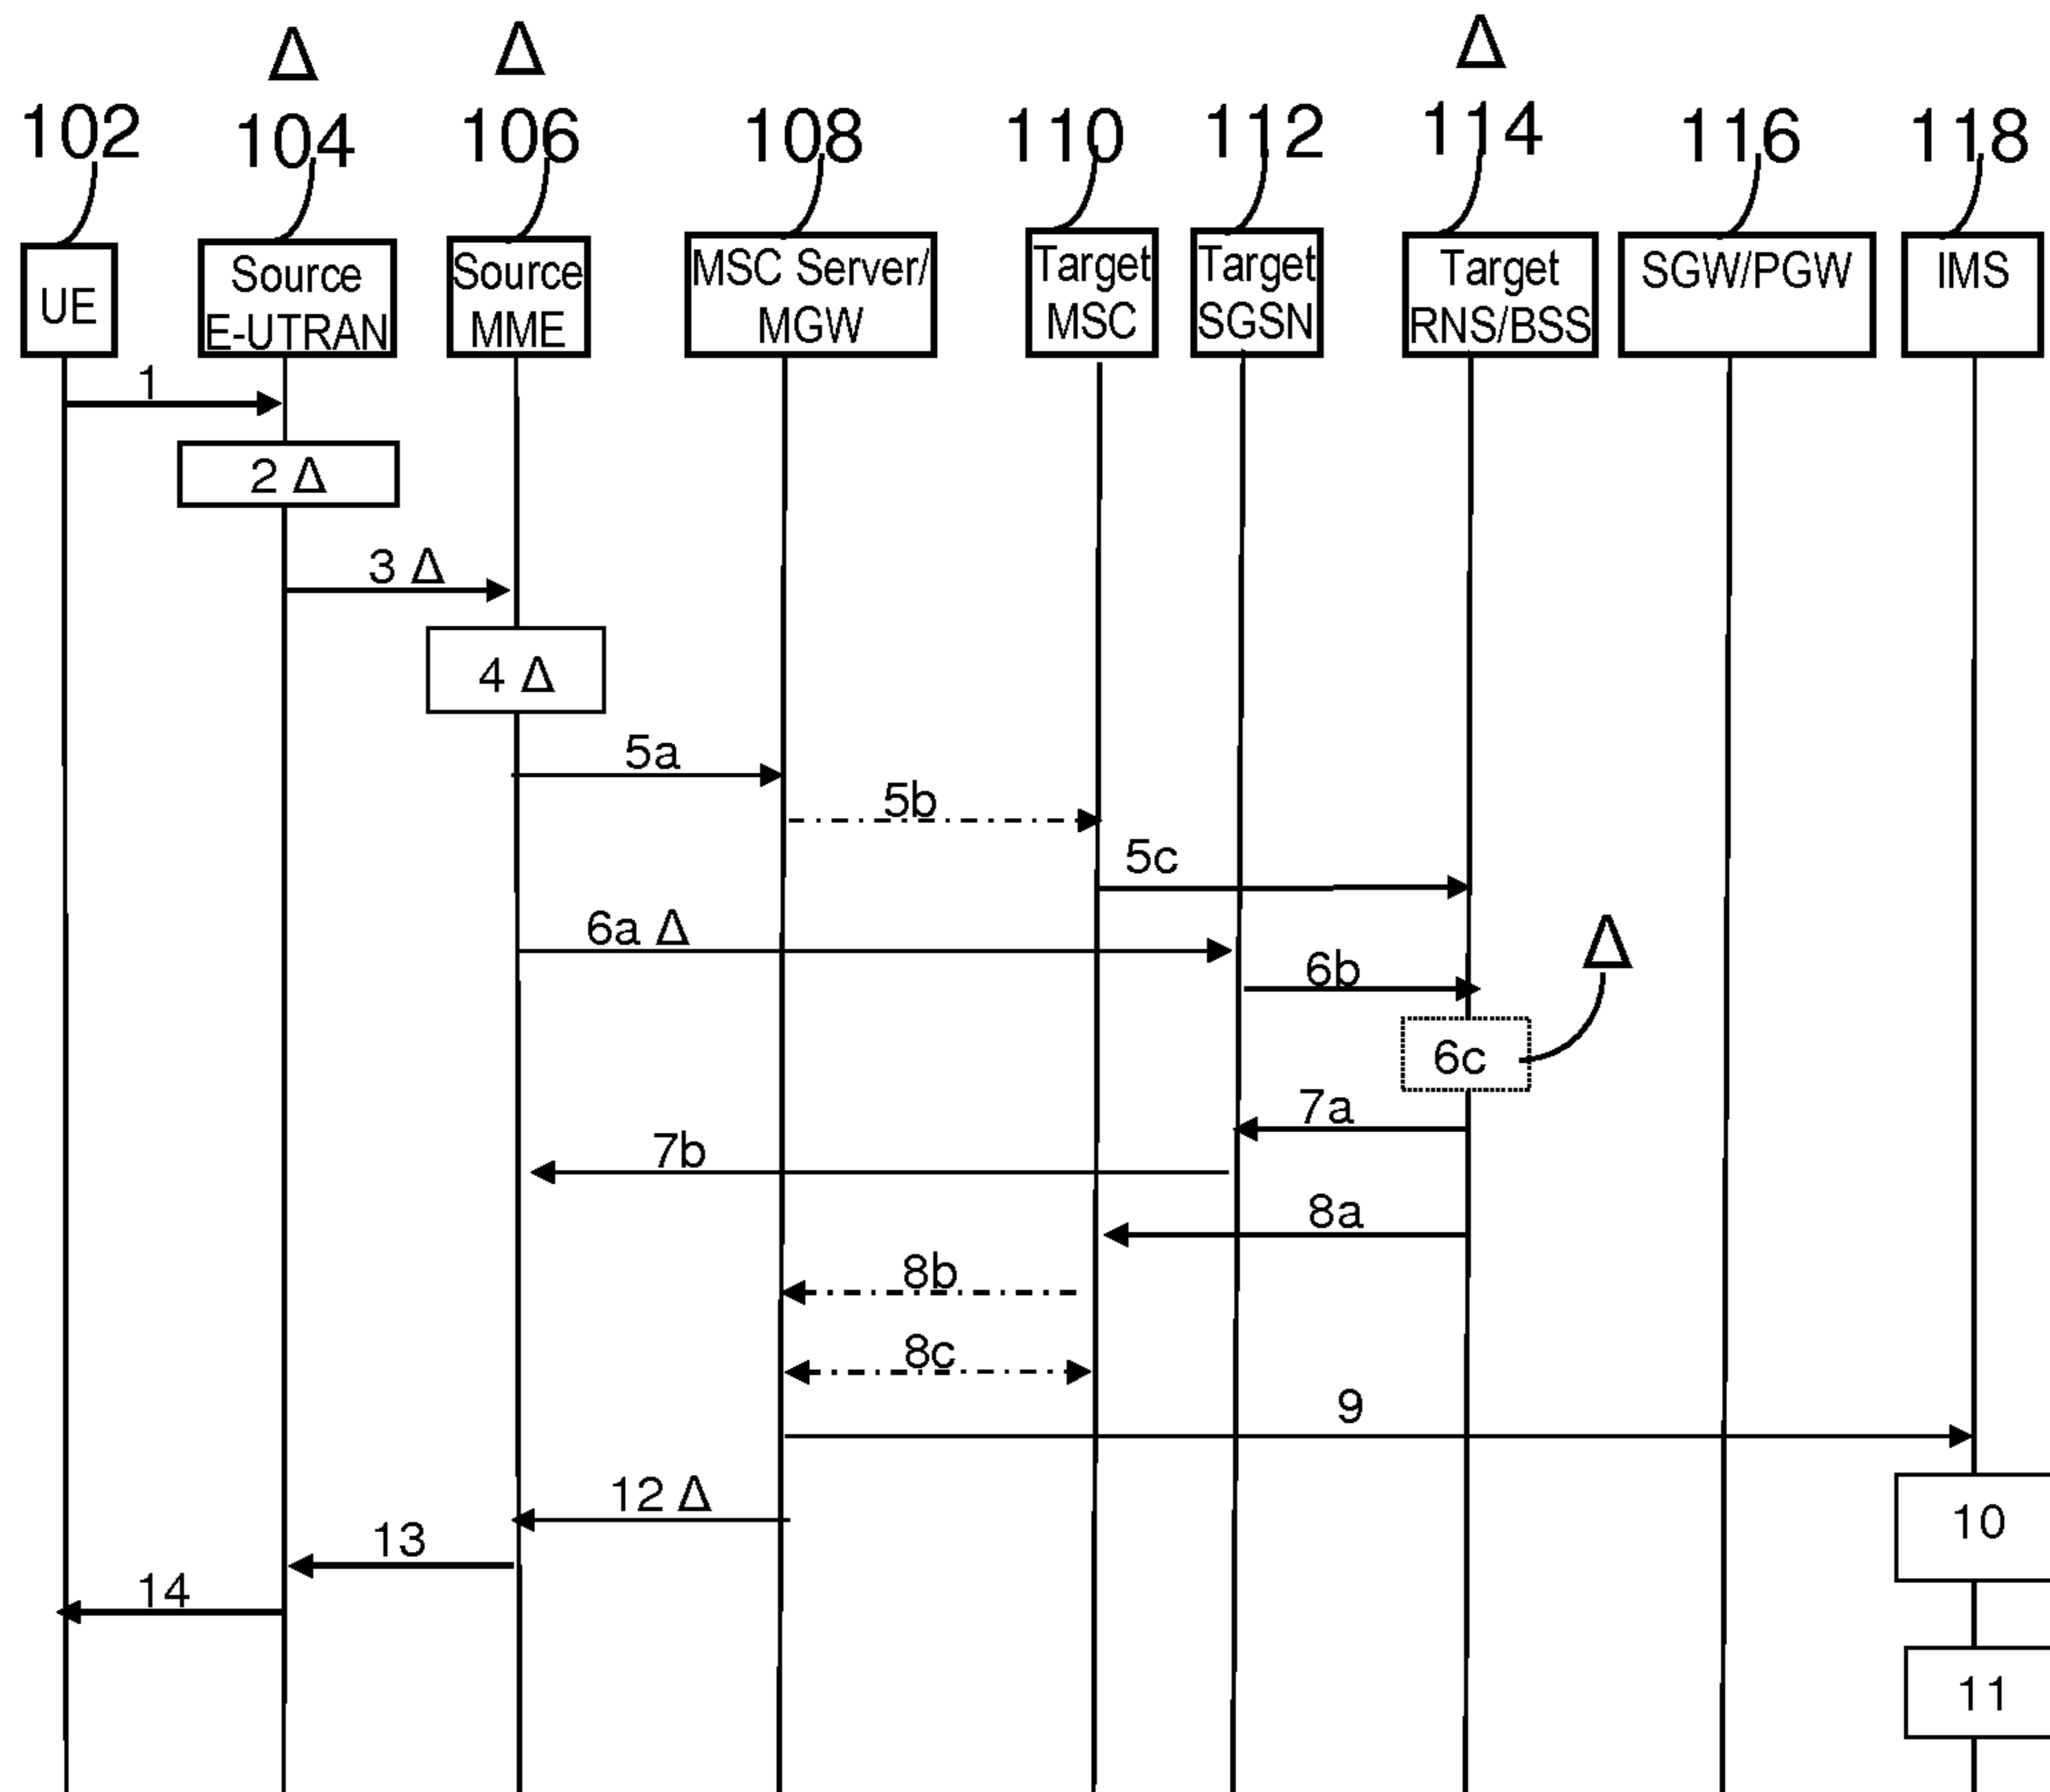 Δ Δ Δ
102 104 106 108 110 112 114 116 118
UE
Source
E-UTRAN
Source
MME
MSC Server/
MGW
Target
MSC
Target
SGSN
Target
RNS/BSS
SGW/PGW
IMS
1
2 Δ
3 Δ
4 Δ
5a
5b
5c
6a Δ
6b
Δ
6c
7a
7b
8a
8b
8c
9
12 Δ
10
13
14
11